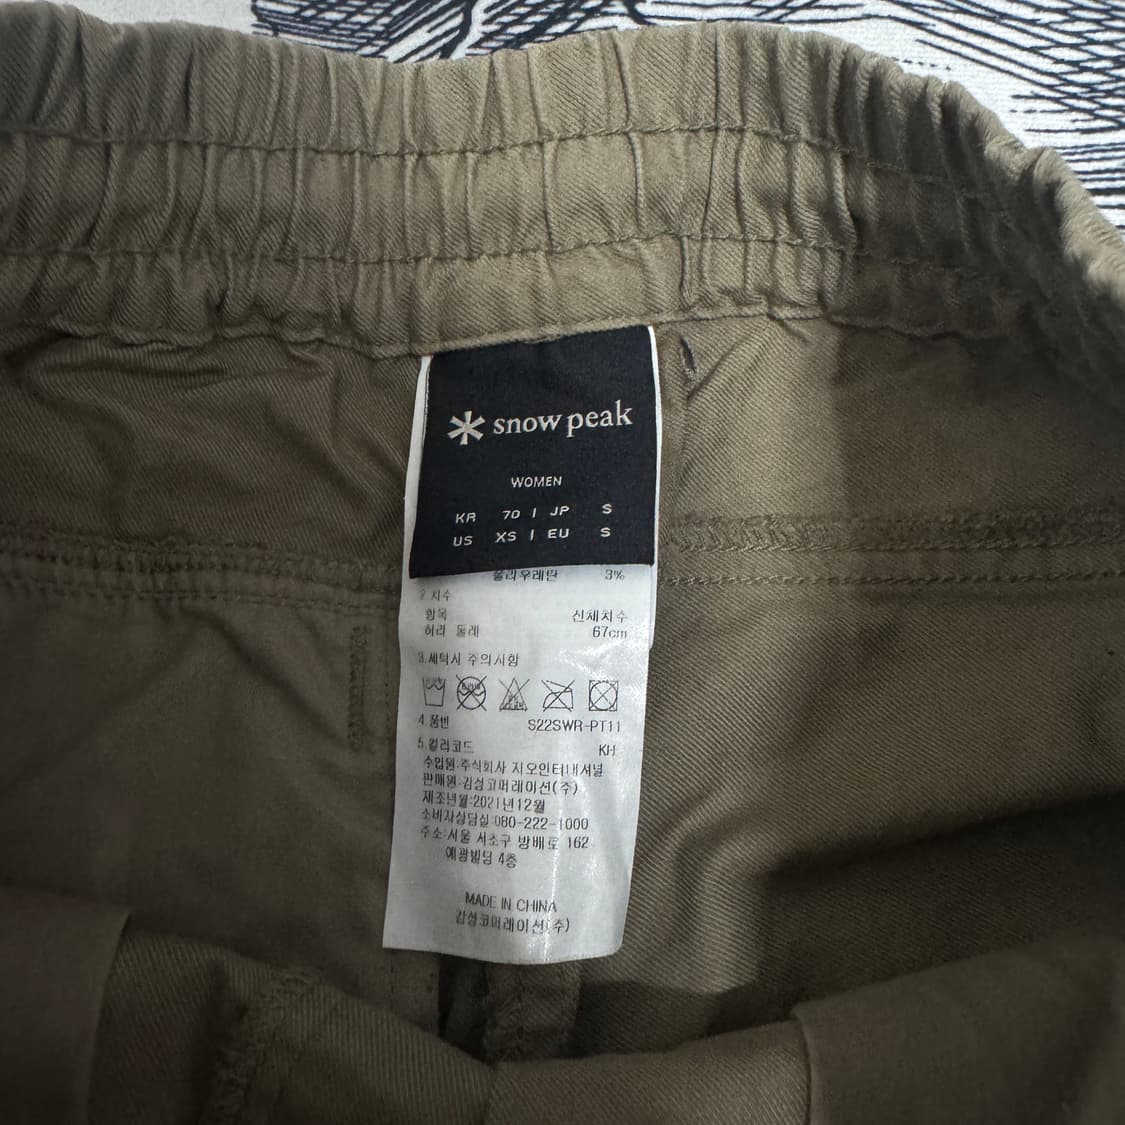 snow peak
WOMEN
KR 70 | JP S
US XS | EU S
폴리우레탄 3%
2.치수
항목 신체치수
허리 둘레 67cm
3.세탁시 주의사항
4.품번 S22SWR-PT11
5.컬러코드 KH
수입원:주식회사 지오인터내셔널
판매원:감성코퍼레이션(주)
제조년월:2021년12월
소비자상담실:080-222-1000
주소:서울 서초구 방배로 162
예광빌딩 4층
MADE IN CHINA
감성코퍼레이션(주)